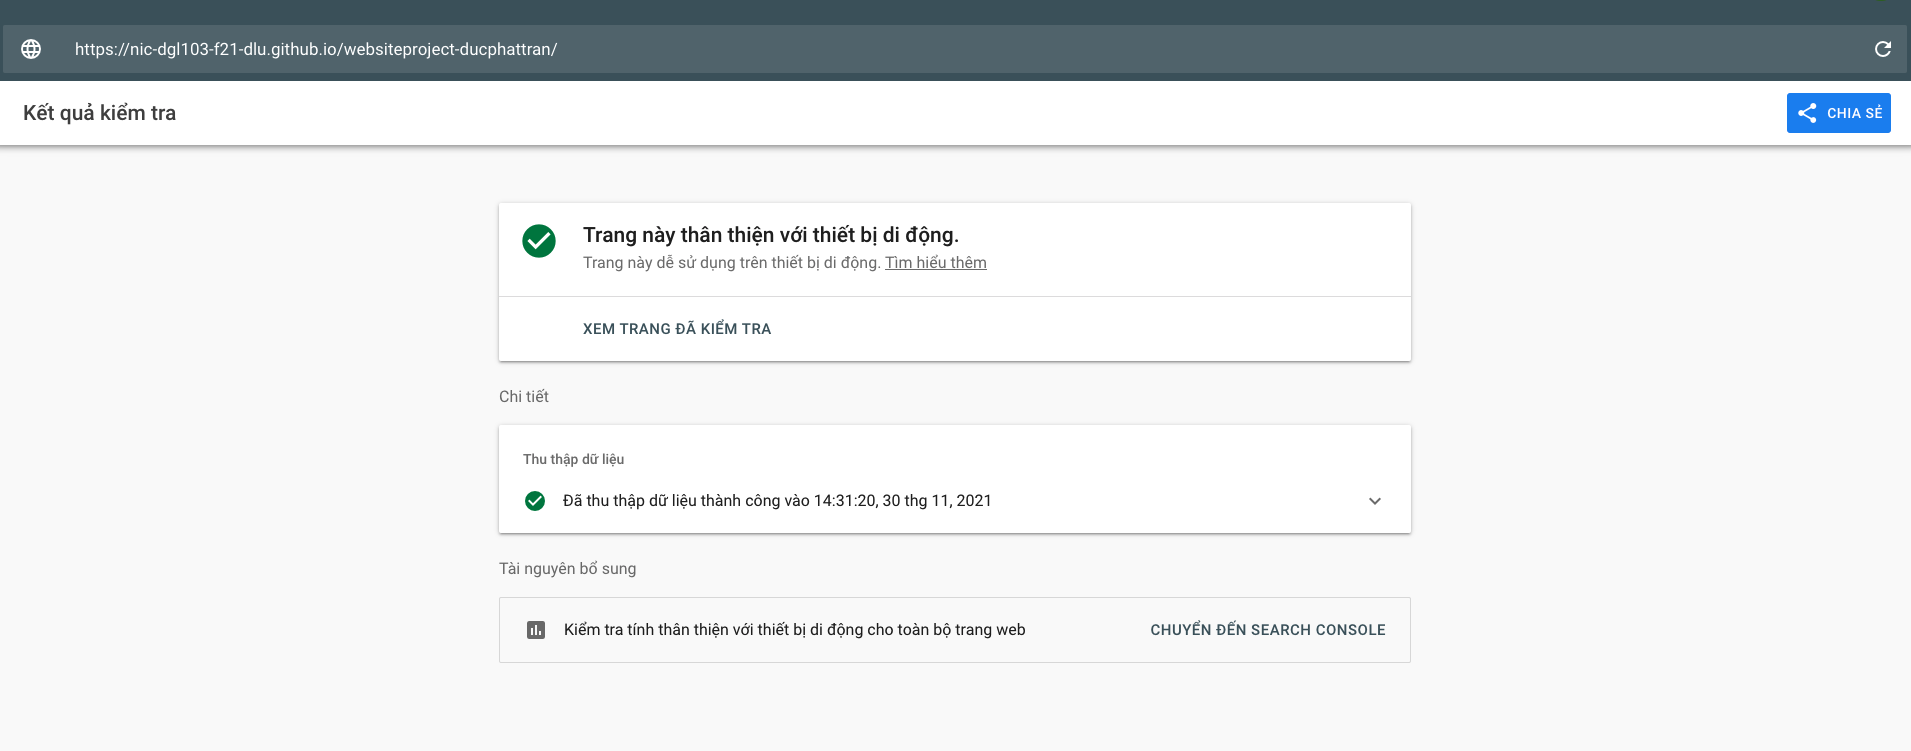 https://nic-dgl103-f21-dlu.github.io/websiteproject-ducphattran/
Kết quả kiểm tra
CHIA SẺ
Trang này thân thiện với thiết bị di động.
Trang này dễ sử dụng trên thiết bị di động. Tìm hiểu thêm
XEM TRANG ĐÃ KIỂM TRA
Chi tiết
Thu thập dữ liệu
Đã thu thập dữ liệu thành công vào 14:31:20, 30 thg 11, 2021
Tài nguyên bổ sung
Kiểm tra tính thân thiện với thiết bị di động cho toàn bộ trang web
CHUYỂN ĐẾN SEARCH CONSOLE